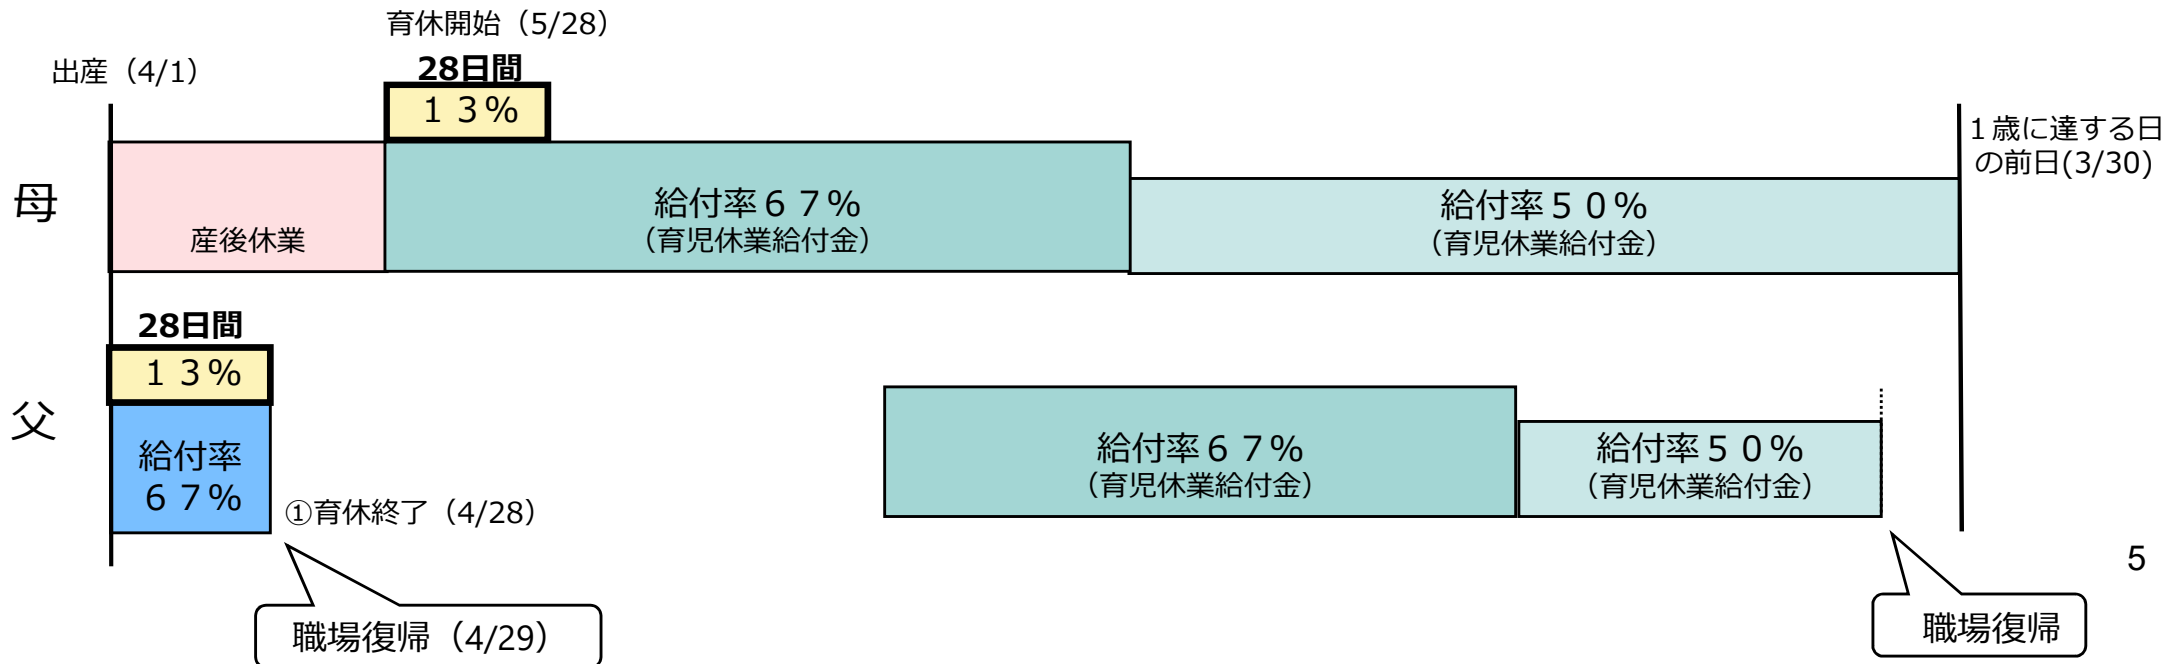 育休開始（5/28）
出産（4/1）
28日間
１３%
１歳に達する日
の前日(3/30)
母
産後休業
給付率６７%
（育児休業給付金）
給付率５０%
（育児休業給付金）
28日間
１３%
父
給付率
６７%
①育休終了（4/28）
給付率６７%
（育児休業給付金）
給付率５０%
（育児休業給付金）
職場復帰（4/29）
職場復帰
5